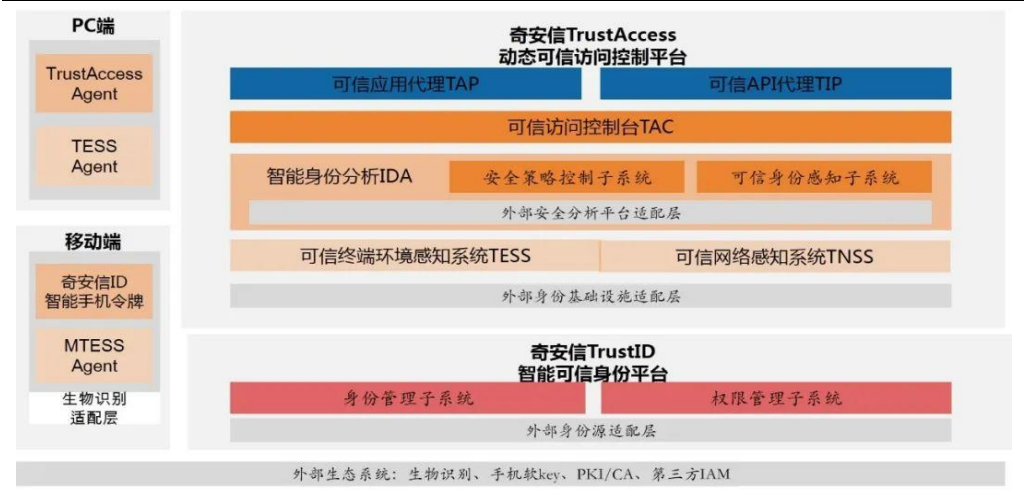 PC端
TrustAccess
Agent
TESS
Agent
移动端
奇安信ID
智能手机令牌
MTESS
Agent
生物识别
适配层
奇安信TrustAccess
动态可信访问控制平台
可信应用代理TAP
可信API代理TIP
可信访问控制台TAC
智能身份分析IDA
安全策略控制子系统
可信身份感知子系统
外部安全分析平台适配层
可信终端环境感知系统TESS
可信网络感知系统TNSS
外部身份基础设施适配层
奇安信TrustID
智能可信身份平台
身份管理子系统
权限管理子系统
外部身份源适配层
外部生态系统：生物识别、手机软key、PKI/CA、第三方IAM